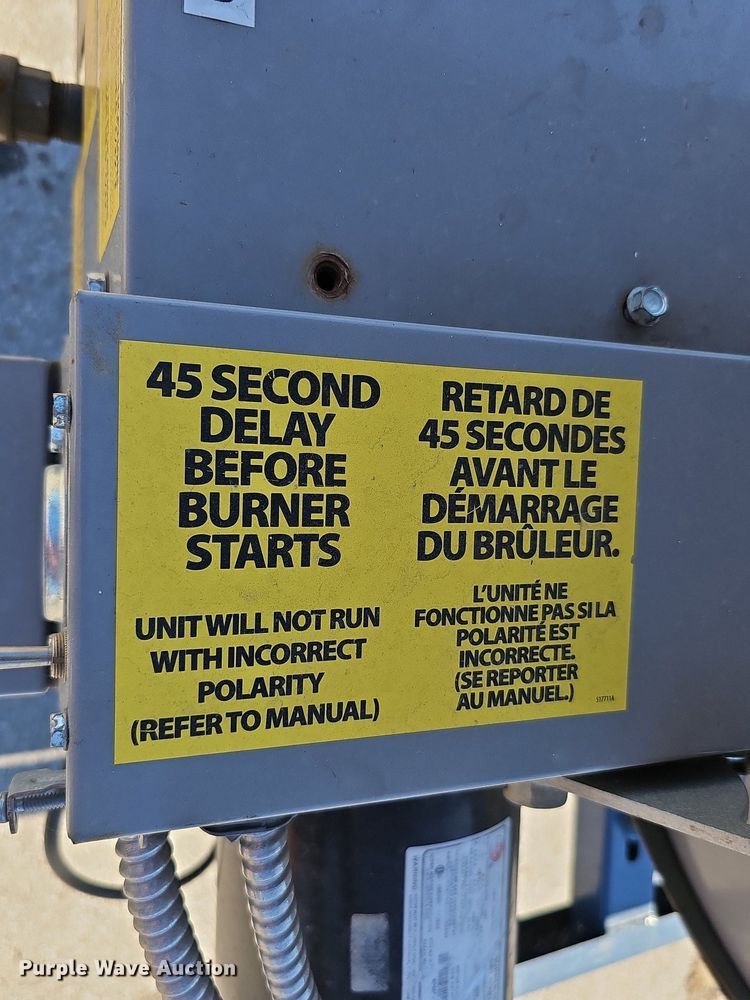 45 SECOND
DELAY
BEFORE
BURNER
STARTS
UNIT WILL NOT RUN
WITH INCORRECT
POLARITY
(REFER TO MANUAL)
RETARD DE
45 SECONDES
AVANT LE
DÉMARRAGE
DU BRÛLEUR.
L'UNITÉ NE
FONCTIONNE PAS SI LA
POLARITÉ EST
INCORRECTE.
(SE REPORTER
AU MANUEL.)
517711A
WARNING
Purple Wave Auction